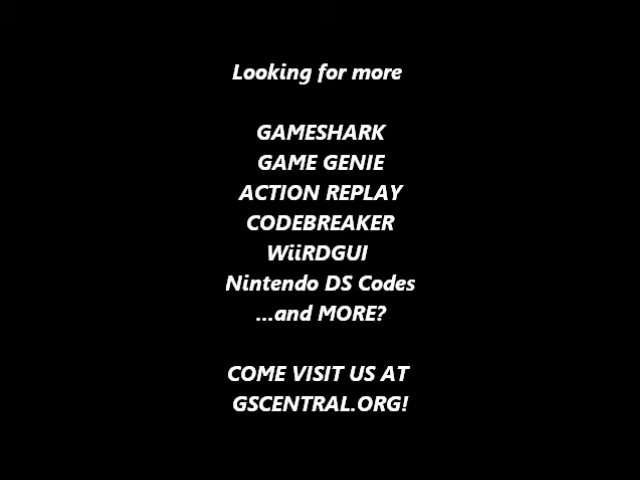 Looking for more
GAMESHARK
GAME GENIE
ACTION REPLAY
CODEBREAKER
WiiRDGUI
Nintendo DS Codes
...and MORE?
COME VISIT US AT
GSCENTRAL.ORG!